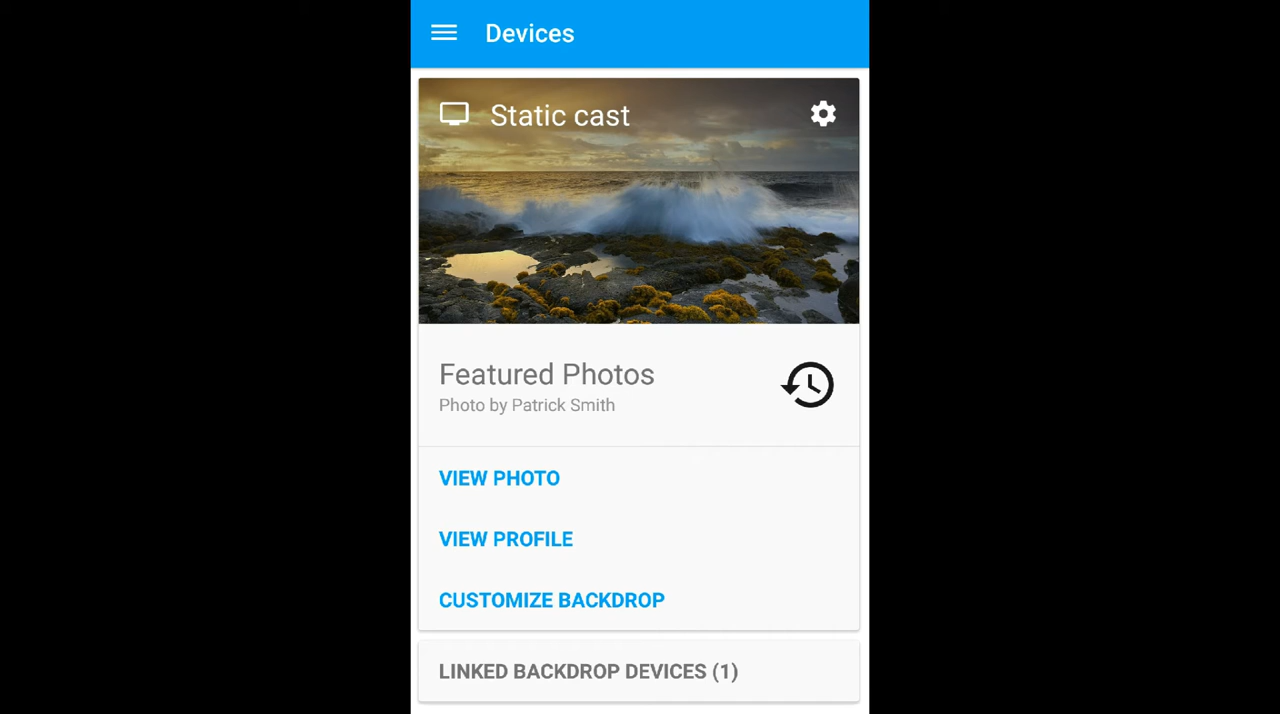 Devices
Static cast
Featured Photos
Photo by Patrick Smith
VIEW PHOTO
VIEW PROFILE
CUSTOMIZE BACKDROP
LINKED BACKDROP DEVICES (1)